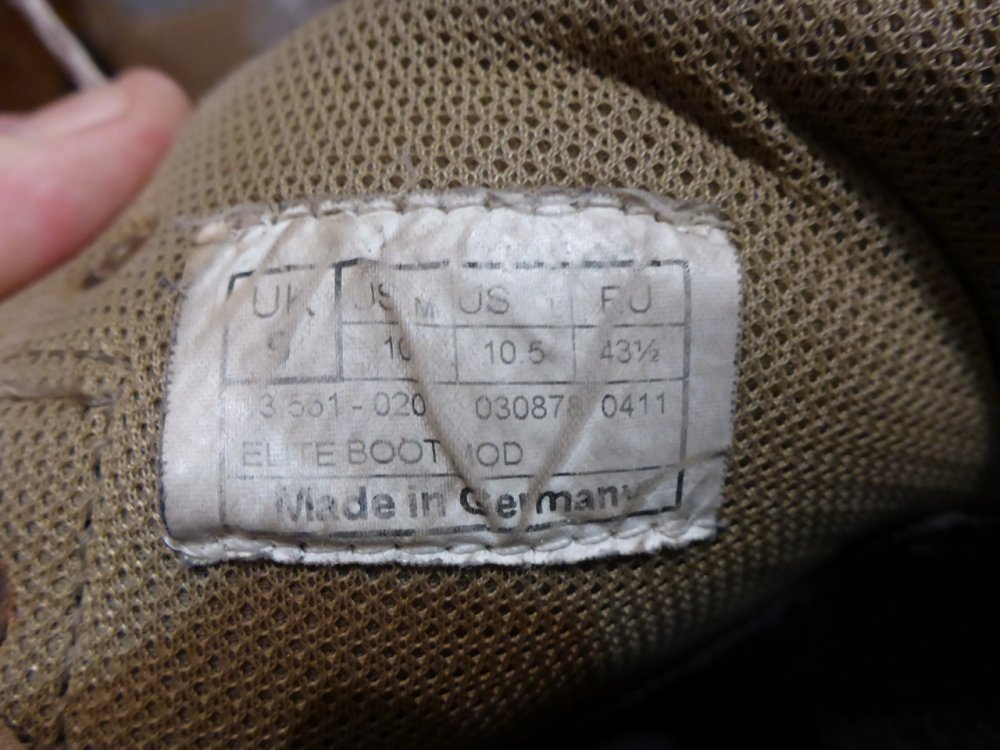 UK US M US EU
9 10 10.5 43½
3.551 - 020 030878 0411
ELITE BOOT MOD
Made in Germany